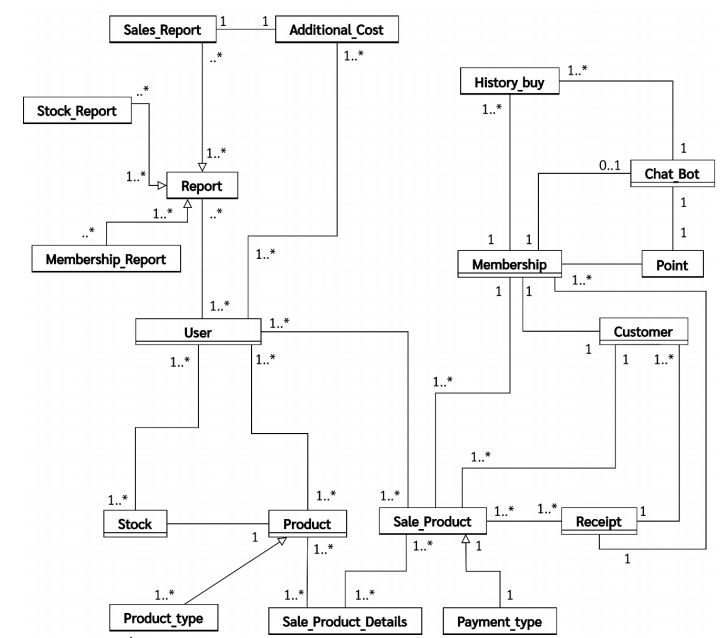 Sales_Report 1 1 Additional_Cost
..* 1..*
History_buy 1..*
1..*
Stock_Report ..*
1..*
1..* Report
1..* ..*
..*
Membership_Report
1..*
1
0..1 Chat_Bot
1
1
1 1
Membership Point
1..*
1 1
1..*
User 1..*
1..* 1..*
Customer
1 1 1..*
1..*
1..*
1..* 1..* 1..*
Stock Product Sale_Product 1..* 1..* Receipt 1
1 1..* 1..* 1 1
1..* 1..* 1..* 1
Product_type Sale_Product_Details Payment_type